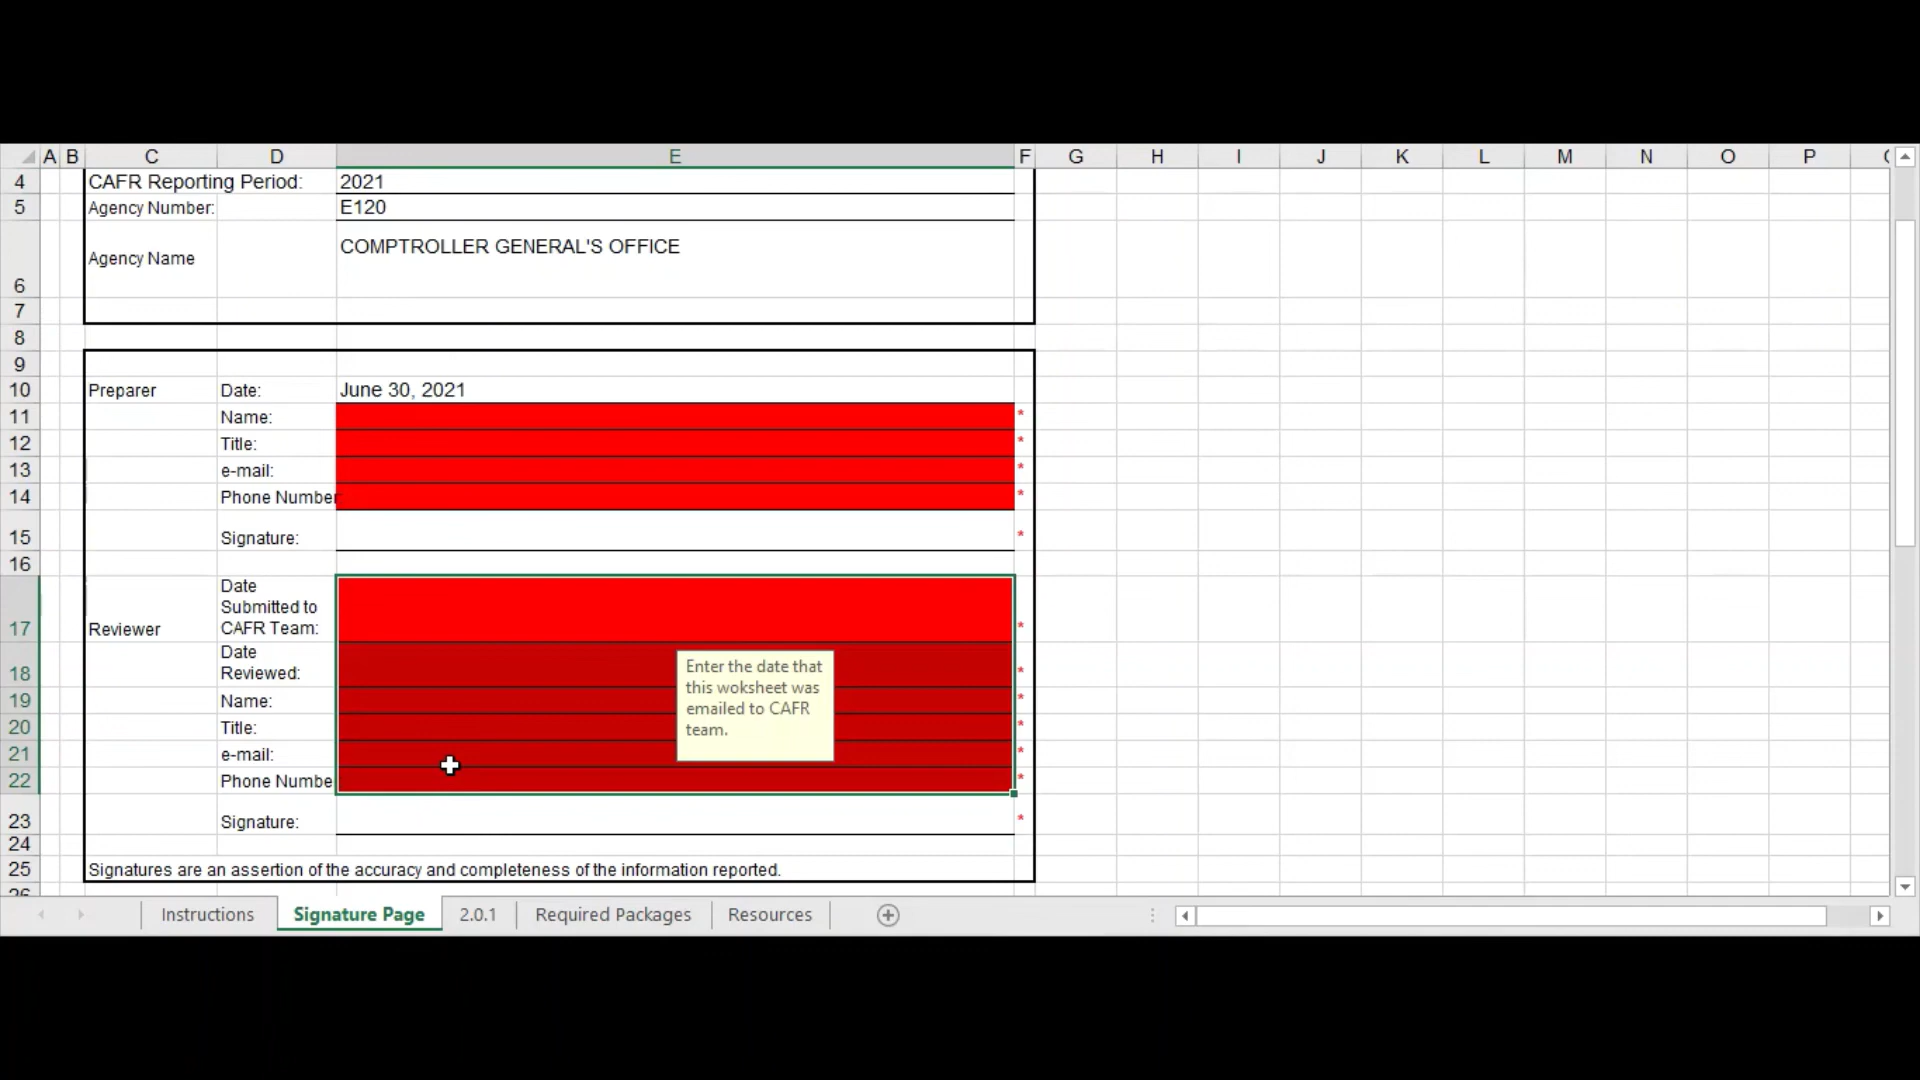 A B C D E F G H I J K L M N O P
4 CAFR Reporting Period: 2021
5 Agency Number: E120
6 Agency Name COMPTROLLER GENERAL'S OFFICE
7
8
9
10 Preparer Date: June 30, 2021
11 Name: *
12 Title: *
13 e-mail: *
14 Phone Number *
15 Signature: *
16
17 Reviewer Date
Submitted to
CAFR Team: *
18 Date
Reviewed: *
19 Name: *
20 Title: *
21 e-mail: *
22 Phone Numbe *
Enter the date that
this woksheet was
emailed to CAFR
team.
23 Signature: *
24
25 Signatures are an assertion of the accuracy and completeness of the information reported.
Instructions Signature Page 2.0.1 Required Packages Resources